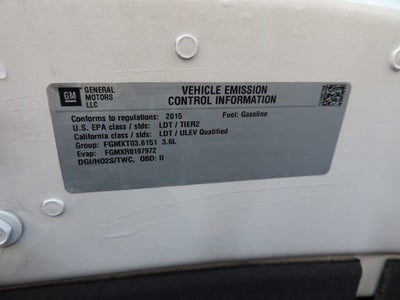 GM
GENERAL
MOTORS
LLC
VEHICLE EMISSION
CONTROL INFORMATION
Conforms to regulations: 2015 Fuel: Gasoline
U.S. EPA class / stds: LDT / TIER2
California class / stds: LDT / ULEV Qualified
Group: FGMXT03.6151 3.6L
Evap: FGMXR0197972
DGI/HO2S/TWC, OBD: II